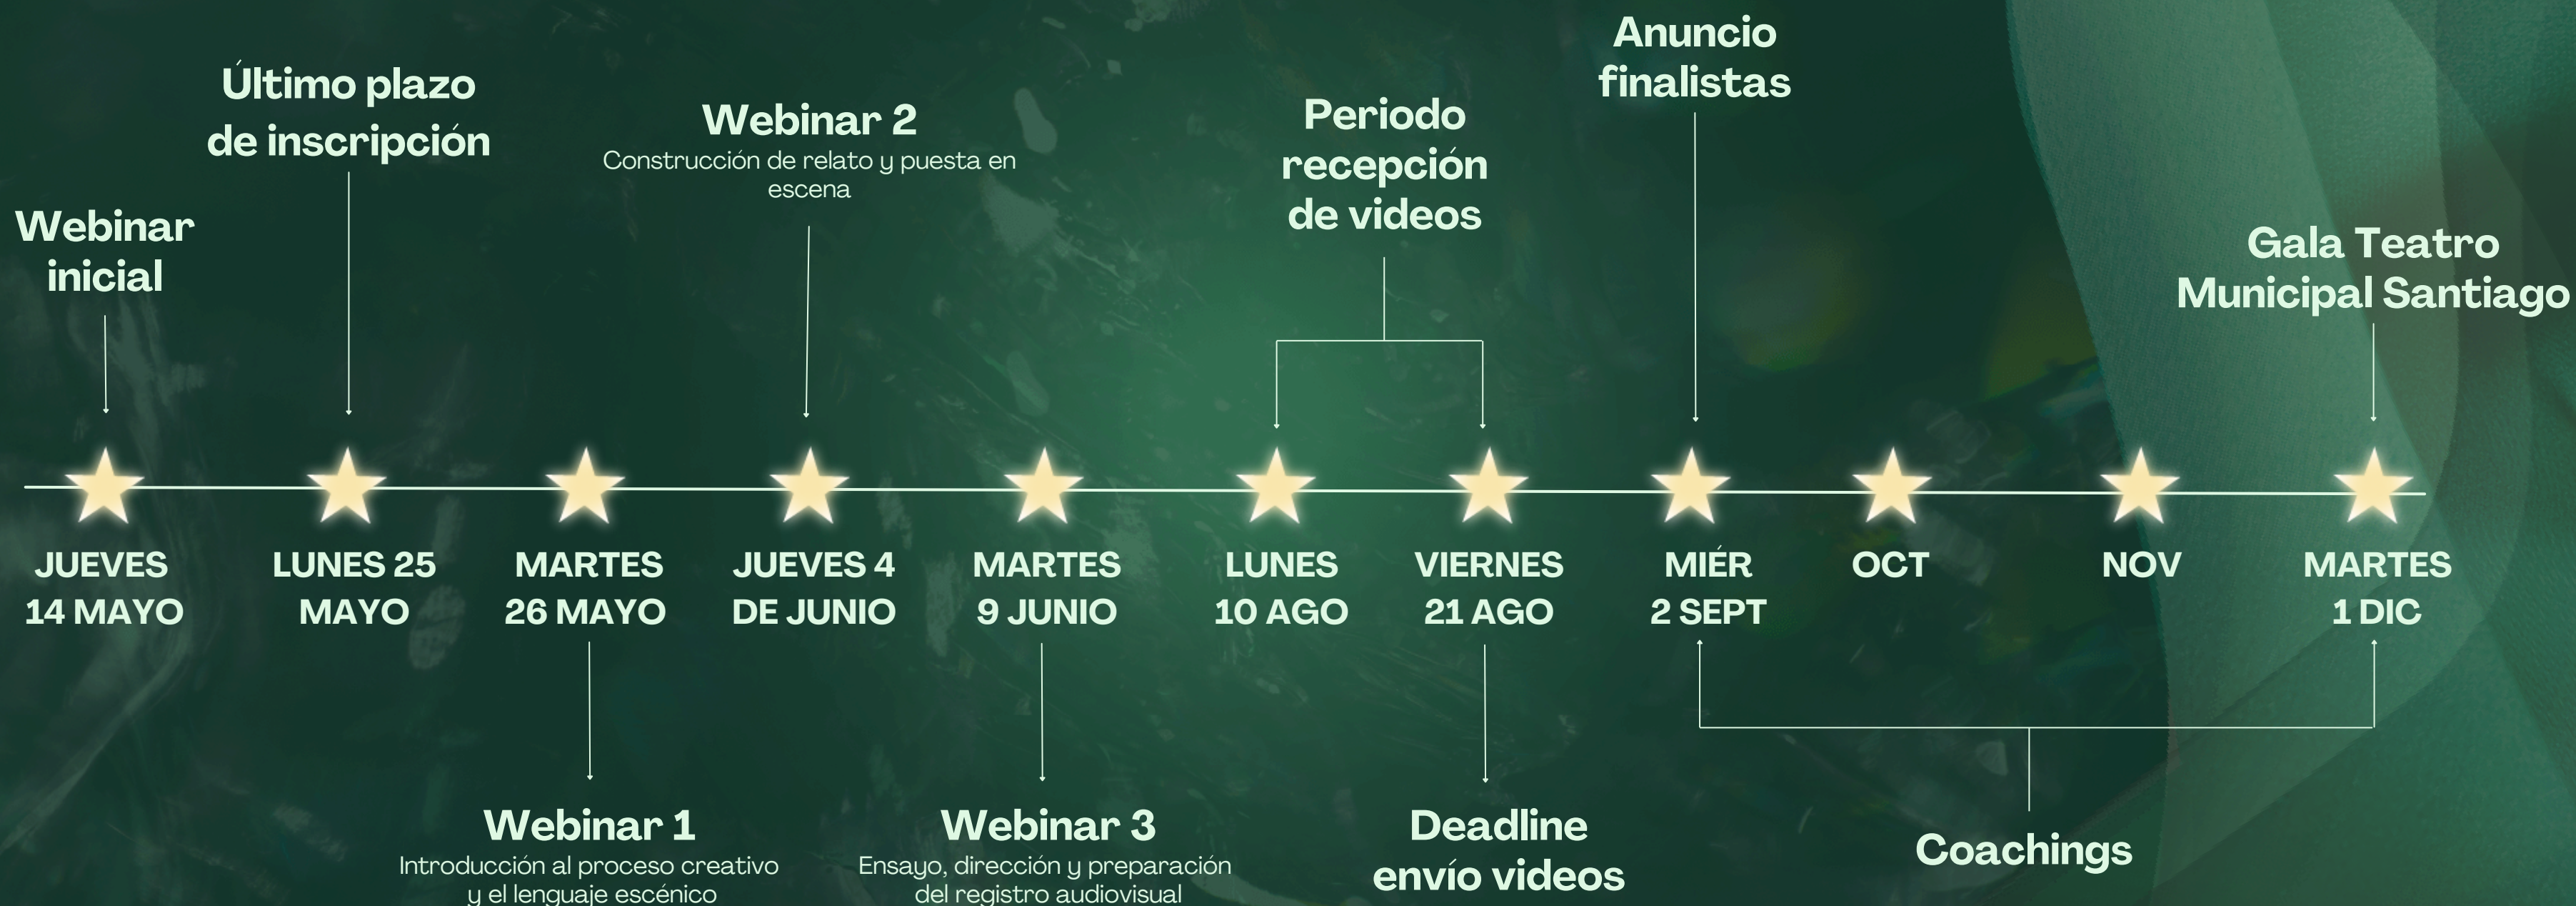 Anuncio
finalistas
Último plazo
de inscripción
Webinar 2
Construcción de relato y puesta en
escena
Periodo
recepción
de videos
Webinar
inicial
Gala Teatro
Municipal Santiago
JUEVES
14 MAYO
LUNES 25
MAYO
MARTES
26 MAYO
JUEVES 4
DE JUNIO
MARTES
9 JUNIO
LUNES
10 AGO
VIERNES
21 AGO
MIÉR
2 SEPT
OCT
NOV
MARTES
1 DIC
Webinar 1
Introducción al proceso creativo
y el lenguaje escénico
Webinar 3
Ensayo, dirección y preparación
del registro audiovisual
Deadline
envío videos
Coachings